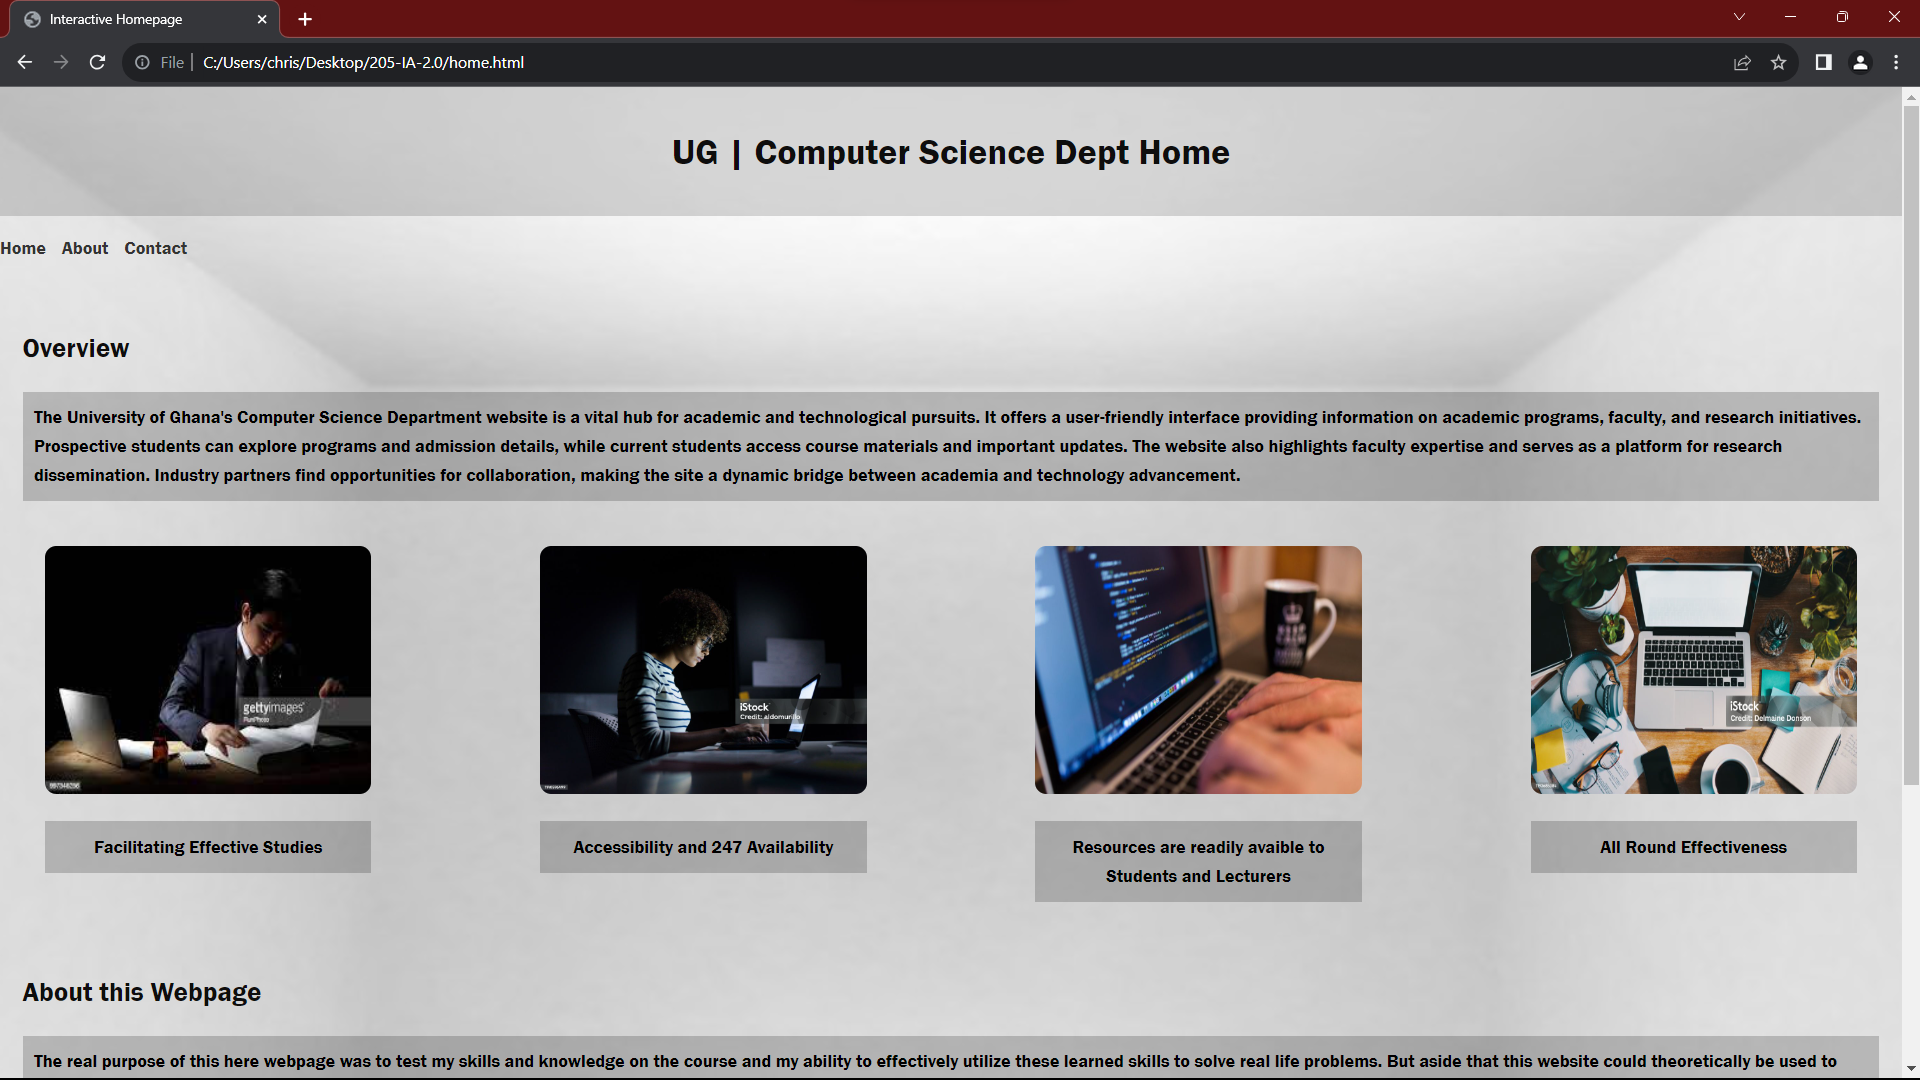 Interactive Homepage
File C:/Users/chris/Desktop/205-IA-2.0/home.html
UG | Computer Science Dept Home
Home About Contact
Overview
The University of Ghana's Computer Science Department website is a vital hub for academic and technological pursuits. It offers a user-friendly interface providing information on academic programs, faculty, and research initiatives.
Prospective students can explore programs and admission details, while current students access course materials and important updates. The website also highlights faculty expertise and serves as a platform for research
dissemination. Industry partners find opportunities for collaboration, making the site a dynamic bridge between academia and technology advancement.
gettyimages
iStock
Credit: aldomurillo
KEEP
CALM
iStock
Credit: Delmaine Donson
Facilitating Effective Studies
Accessibility and 247 Availability
Resources are readily avaible to
Students and Lecturers
All Round Effectiveness
About this Webpage
The real purpose of this here webpage was to test my skills and knowledge on the course and my ability to effectively utilize these learned skills to solve real life problems. But aside that this website could theoretically be used to